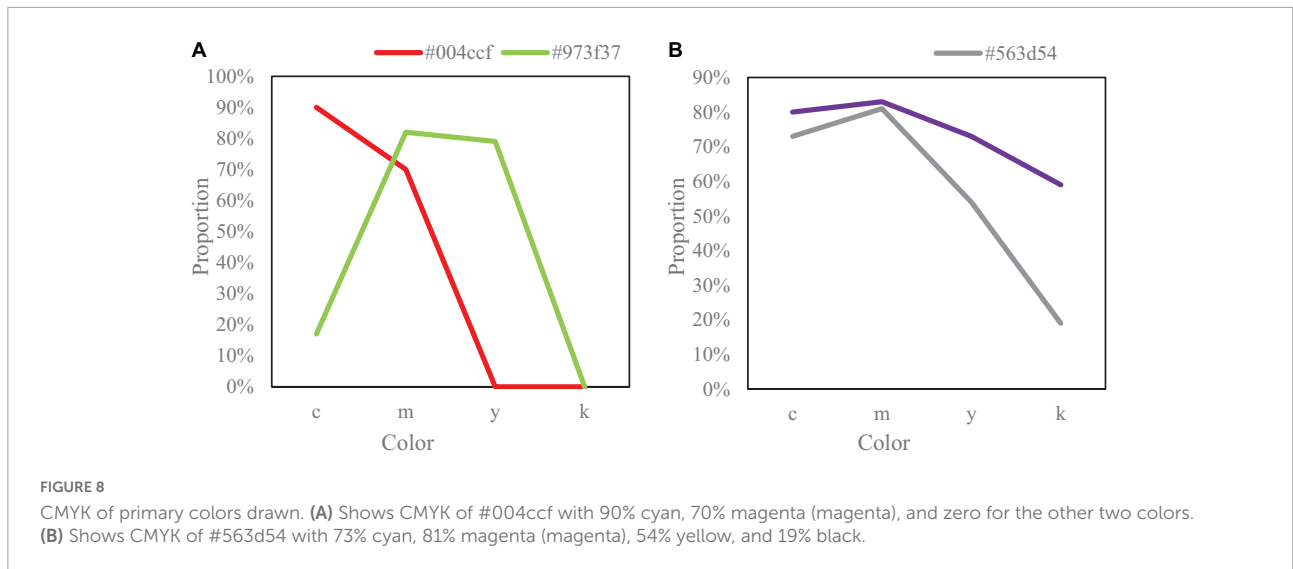 A
#004ccf #973f37
100%
90%
80%
70%
60%
50%
40%
30%
20%
10%
0%
Proportion
c m y k
Color
B
#563d54
90%
80%
70%
60%
50%
40%
30%
20%
10%
0%
Proportion
c m y k
Color
FIGURE 8
CMYK of primary colors drawn. (A) Shows CMYK of #004ccf with 90% cyan, 70% magenta (magenta), and zero for the other two colors.
(B) Shows CMYK of #563d54 with 73% cyan, 81% magenta (magenta), 54% yellow, and 19% black.